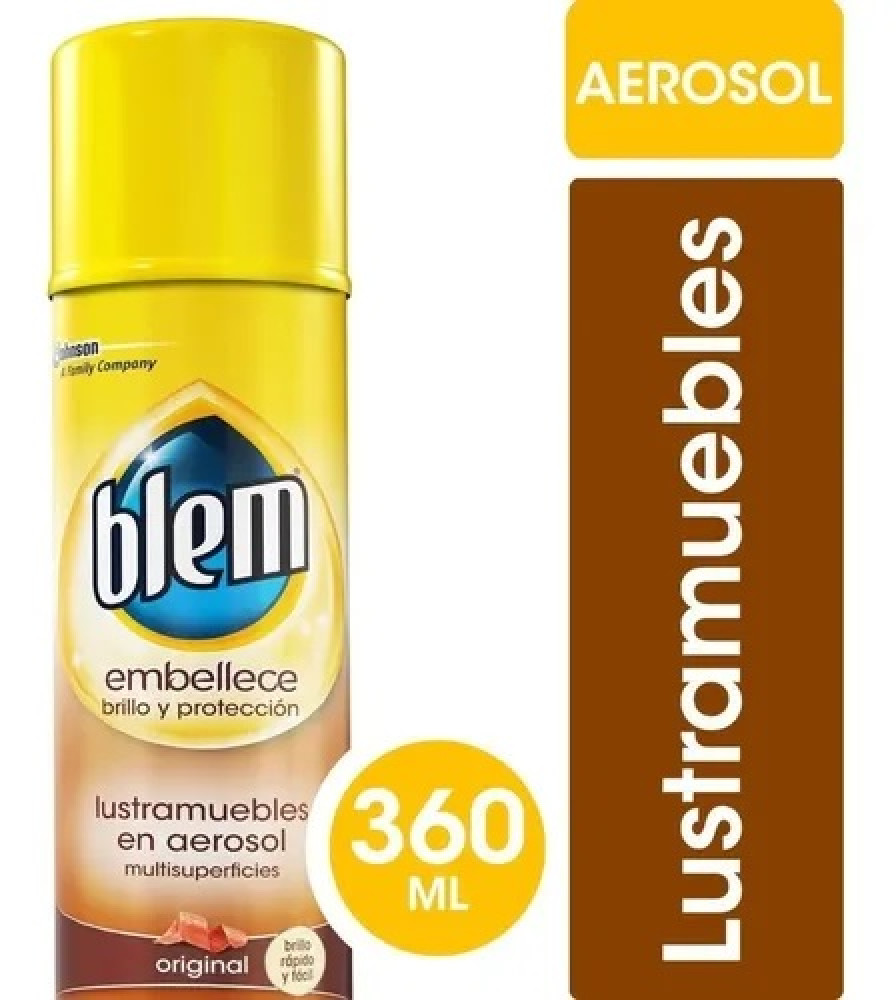 AEROSOL
Lustramuebles
Johnson
A Family Company
blem
embellece
brillo y protección
lustramuebles
en aerosol
multisuperficies
original
brillo
rápido
y fácil
360
ML